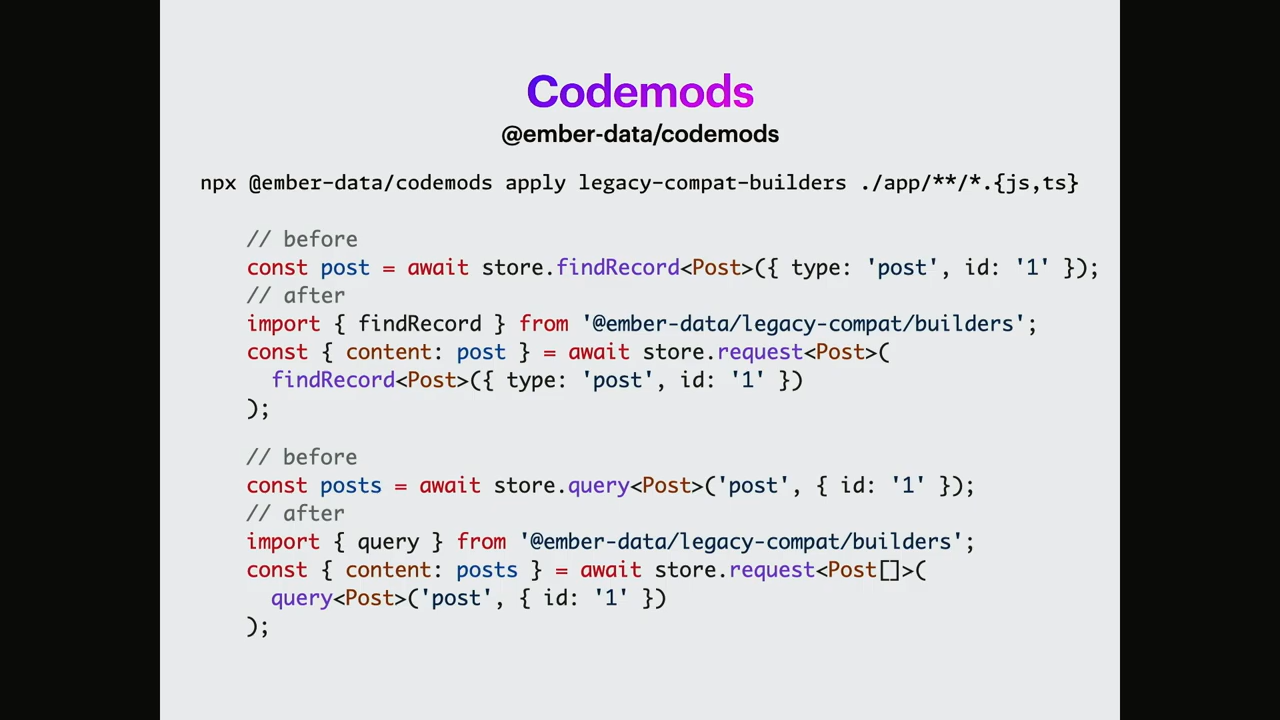 Codemods
@ember-data/codemods
npx @ember-data/codemods apply legacy-compat-builders ./app/**/*.{js,ts}
// before
const post = await store.findRecord<Post>({ type: 'post', id: '1' });
// after
import { findRecord } from '@ember-data/legacy-compat/builders';
const { content: post } = await store.request<Post>(
findRecord<Post>({ type: 'post', id: '1' })
);
// before
const posts = await store.query<Post>('post', { id: '1' });
// after
import { query } from '@ember-data/legacy-compat/builders';
const { content: posts } = await store.request<Post[]>(
query<Post>('post', { id: '1' })
);